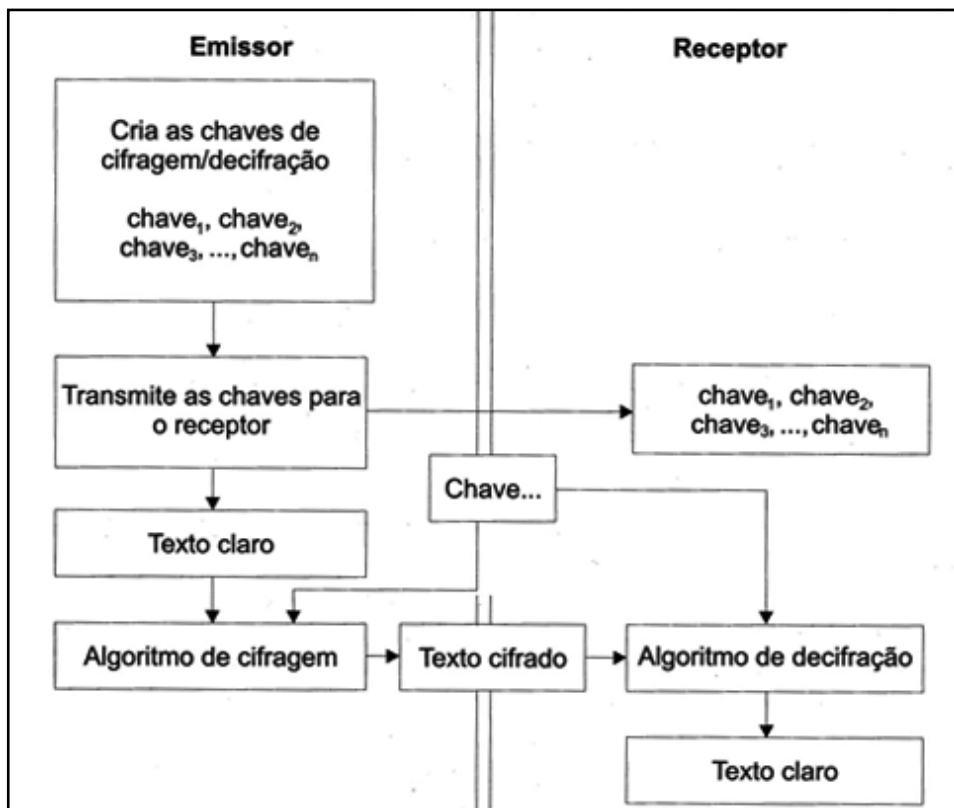 Emissor
Receptor
Cria as chaves de
cifragem/decifração
chave₁, chave₂,
chave₃, ..., chaveₙ
Transmite as chaves para
o receptor
chave₁, chave₂,
chave₃, ..., chaveₙ
Chave...
Texto claro
Algoritmo de cifragem
Texto cifrado
Algoritmo de decifração
Texto claro